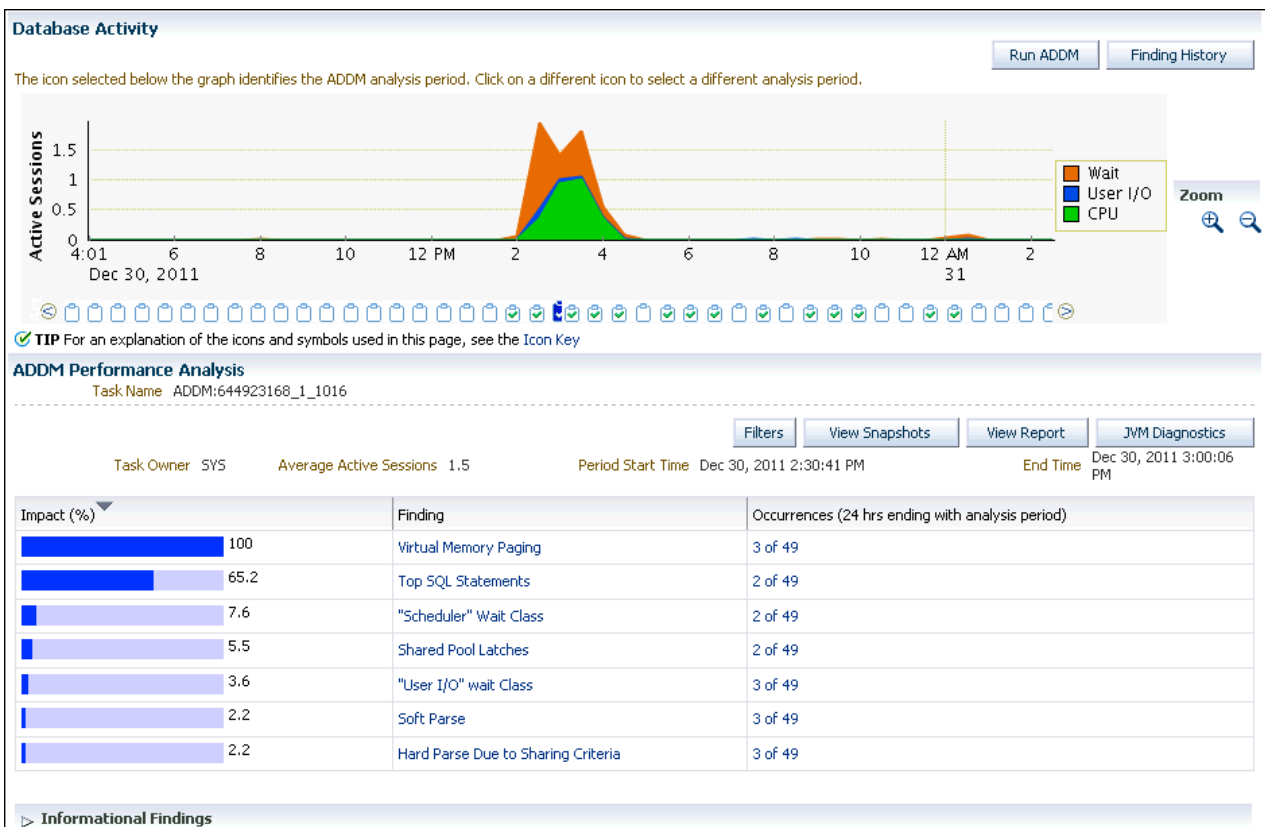 Database Activity
Run ADDM
Finding History
The icon selected below the graph identifies the ADDM analysis period. Click on a different icon to select a different analysis period.
Active Sessions
1.5
1
0.5
0
4:01 6 8 10 12 PM 2 4 6 8 10 12 AM 2
Dec 30, 2011 31
Wait
User I/O
CPU
Zoom
TIP For an explanation of the icons and symbols used in this page, see the Icon Key
ADDM Performance Analysis
Task Name ADDM:644923168_1_1016
Filters View Snapshots View Report JVM Diagnostics
Task Owner SYS Average Active Sessions 1.5 Period Start Time Dec 30, 2011 2:30:41 PM End Time Dec 30, 2011 3:00:06
PM
Impact (%) Finding Occurrences (24 hrs ending with analysis period)
100 Virtual Memory Paging 3 of 49
65.2 Top SQL Statements 2 of 49
7.6 "Scheduler" Wait Class 2 of 49
5.5 Shared Pool Latches 2 of 49
3.6 "User I/O" wait Class 3 of 49
2.2 Soft Parse 3 of 49
2.2 Hard Parse Due to Sharing Criteria 3 of 49
Informational Findings